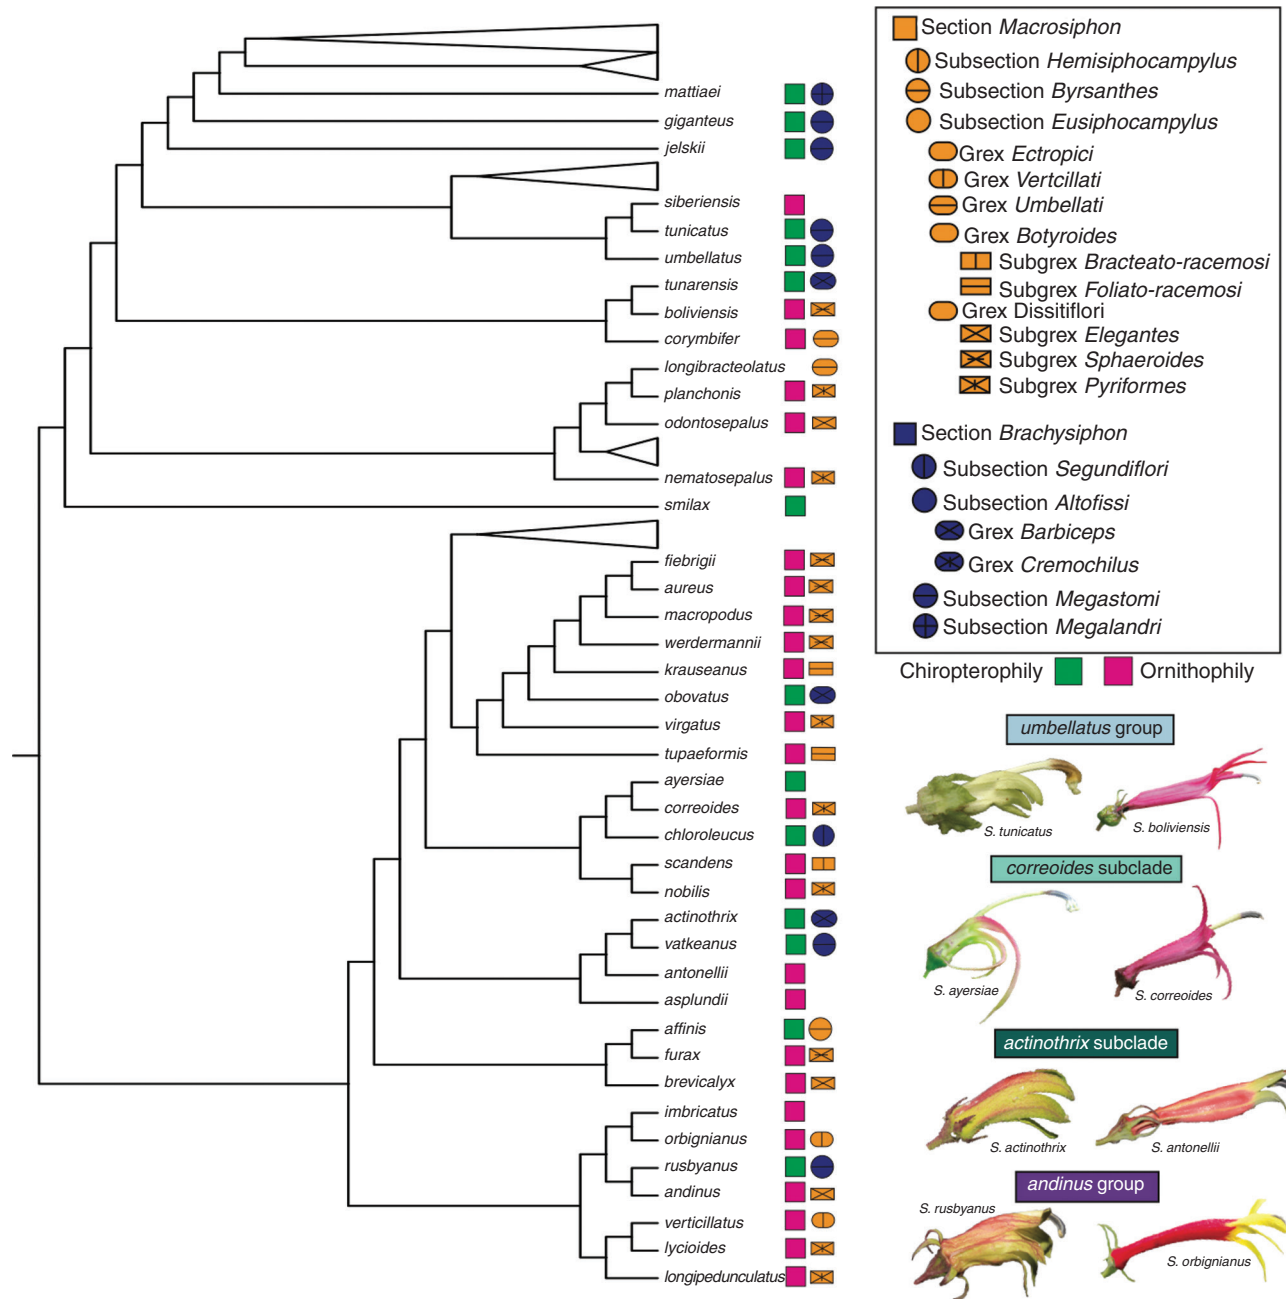 mattiaei
giganteus
jelskii
siberiensis
tunicatus
umbellatus
tunarensis
boliviensis
corymbifer
longibracteolatus
planchonis
odontosepalus
nematosepalus
smilax
fiebrigii
aureus
macropodus
werdermannii
krauseanus
obovatus
virgatus
tupaeformis
ayersiae
correoides
chloroleucus
scandens
nobilis
actinothrix
vatkeanus
antonellii
asplundii
affinis
furax
brevicalyx
imbricatus
orbignianus
rusbyanus
andinus
verticillatus
lycioides
longipedunculatus
Section Macrosiphon
Subsection Hemisiphocampylus
Subsection Byrsanthes
Subsection Eusiphocampylus
Grex Ectropici
Grex Vertcillati
Grex Umbellati
Grex Botyroides
Subgrex Bracteato-racemosi
Subgrex Foliato-racemosi
Grex Dissitiflori
Subgrex Elegantes
Subgrex Sphaeroides
Subgrex Pyriformes
Section Brachysiphon
Subsection Segundiflori
Subsection Altofissi
Grex Barbiceps
Grex Cremochilus
Subsection Megastomi
Subsection Megalandri
Chiropterophily
Ornithophily
umbellatus group
S. tunicatus
S. boliviensis
correoides subclade
S. ayersiae
S. correoides
actinothrix subclade
S. actinothrix
S. antonellii
andinus group
S. rusbyanus
S. orbignianus